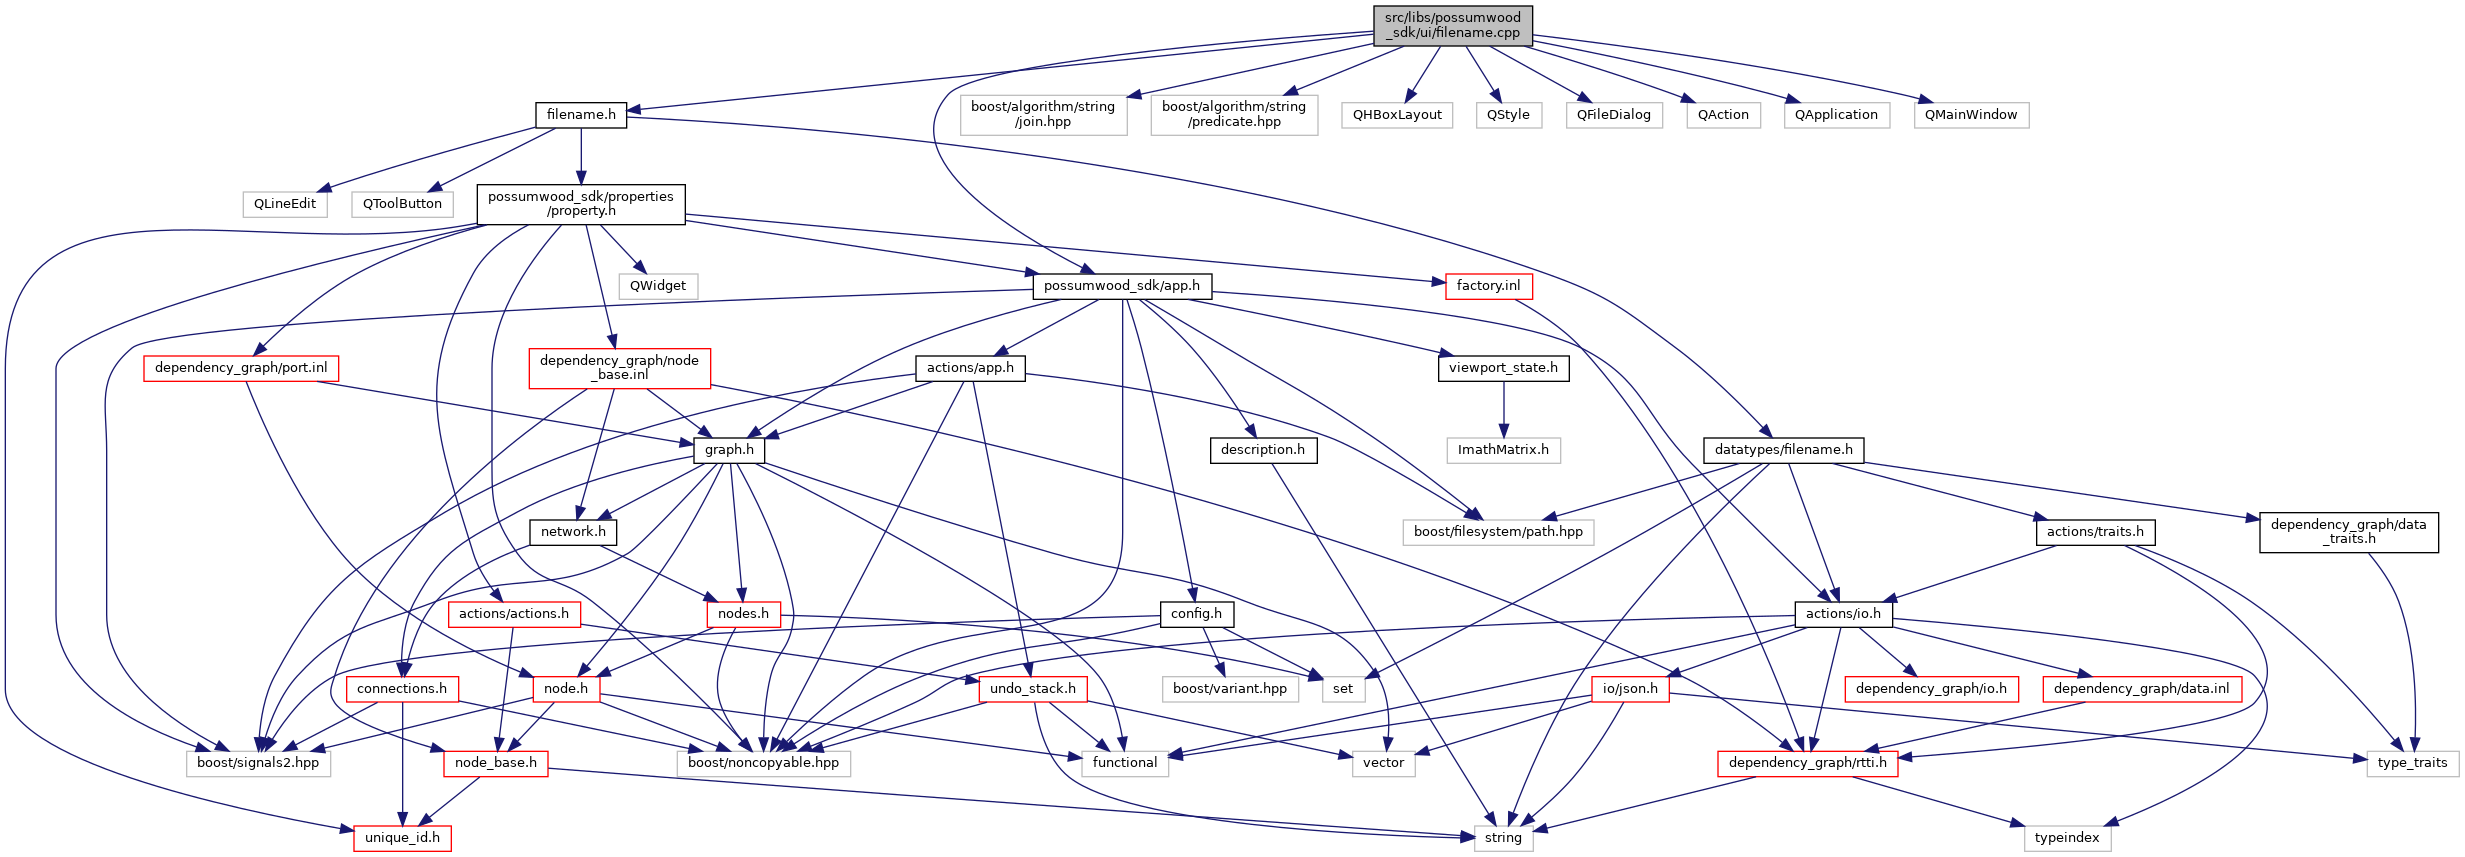 src/libs/possumwood
_sdk/ui/filename.cpp
filename.h
boost/algorithm/string
/join.hpp
boost/algorithm/string
/predicate.hpp
QHBoxLayout
QStyle
QFileDialog
QAction
QApplication
QMainWindow
QLineEdit
QToolButton
possumwood_sdk/properties
/property.h
QWidget
possumwood_sdk/app.h
factory.inl
dependency_graph/port.inl
dependency_graph/node
_base.inl
actions/app.h
viewport_state.h
graph.h
description.h
ImathMatrix.h
datatypes/filename.h
network.h
boost/filesystem/path.hpp
actions/traits.h
dependency_graph/data
_traits.h
actions/actions.h
nodes.h
config.h
actions/io.h
connections.h
node.h
undo_stack.h
boost/variant.hpp
set
io/json.h
dependency_graph/io.h
dependency_graph/data.inl
boost/signals2.hpp
node_base.h
boost/noncopyable.hpp
functional
vector
dependency_graph/rtti.h
type_traits
unique_id.h
string
typeindex